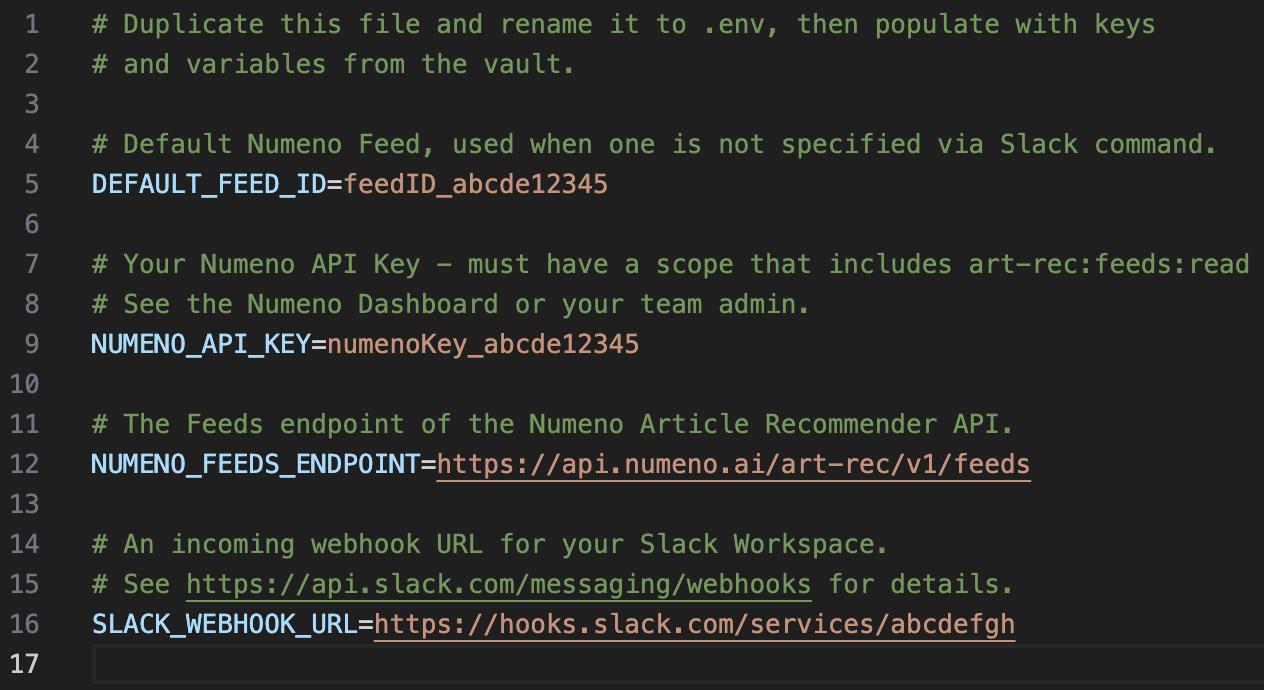 1 # Duplicate this file and rename it to .env, then populate with keys
2 # and variables from the vault.
3
4 # Default Numeno Feed, used when one is not specified via Slack command.
5 DEFAULT_FEED_ID=feedID_abcde12345
6
7 # Your Numeno API Key – must have a scope that includes art-rec:feeds:read
8 # See the Numeno Dashboard or your team admin.
9 NUMENO_API_KEY=numenoKey_abcde12345
10
11 # The Feeds endpoint of the Numeno Article Recommender API.
12 NUMENO_FEEDS_ENDPOINT=https://api.numeno.ai/art-rec/v1/feeds
13
14 # An incoming webhook URL for your Slack Workspace.
15 # See https://api.slack.com/messaging/webhooks for details.
16 SLACK_WEBHOOK_URL=https://hooks.slack.com/services/abcdefgh
17